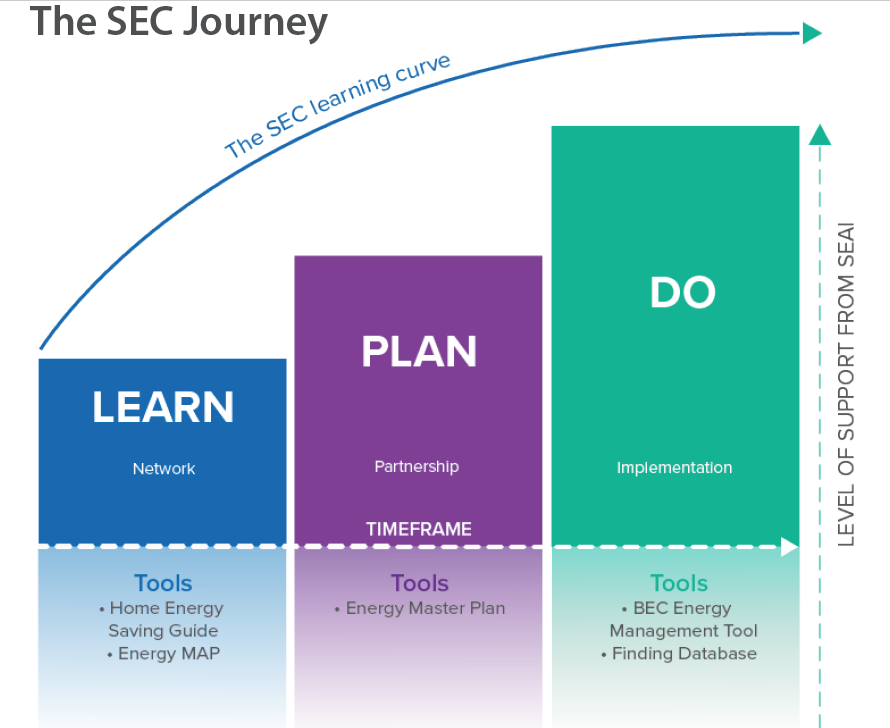 The SEC Journey
The SEC learning curve
LEARN
Network
PLAN
Partnership
DO
Implementation
TIMEFRAME
LEVEL OF SUPPORT FROM SEAI
Tools
• Home Energy
Saving Guide
• Energy MAP
Tools
• Energy Master Plan
Tools
• BEC Energy
Management Tool
• Finding Database